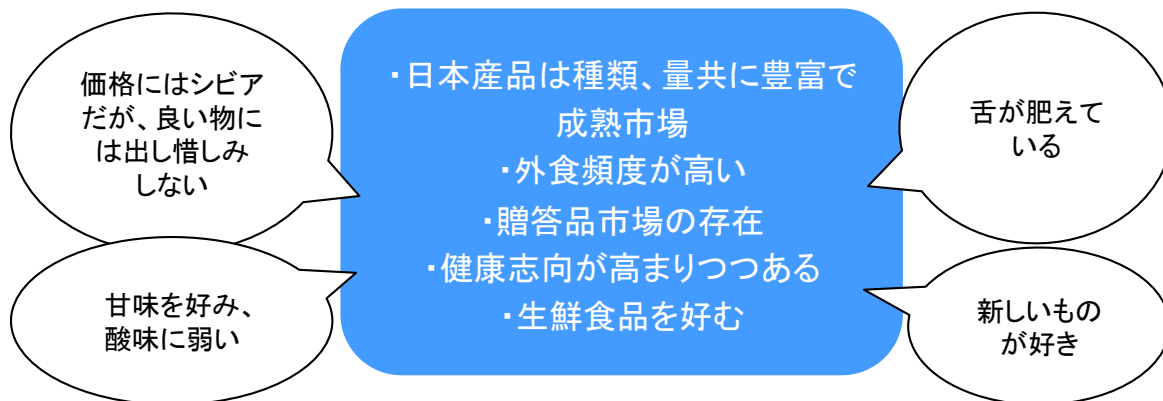 価格にはシビア
だが、良い物に
は出し惜しみ
しない
甘味を好み、
酸味に弱い
・日本産品は種類、量共に豊富で
成熟市場
・外食頻度が高い
・贈答品市場の存在
・健康志向が高まりつつある
・生鮮食品を好む
舌が肥えて
いる
新しいもの
が好き